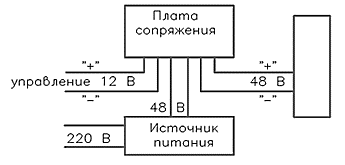 Плата
сопряжения
"+" "+"
управление 12 В 48 В
"–" "–"
48 В
220 В
Источник
питания